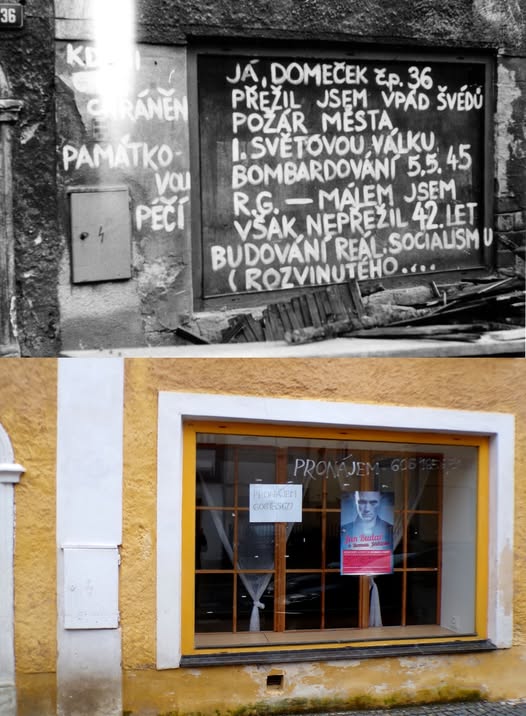 36
CHRÁNĚN
PAMÁTKO-
VOU
PÉČÍ
JÁ, DOMEČEK č.p. 36
PŘEŽIL JSEM VPÁD ŠVÉDŮ
POŽÁR MĚSTA
I. SVĚTOVOU VÁLKU
BOMBARDOVÁNÍ 5.5.45
R.G. — MÁLEM JSEM
VŠAK NEPŘEŽIL 42. LET
BUDOVÁNÍ REÁL. SOCIALISMU
(ROZVINUTÉHO....
PRONÁJEM -
PRONÁJEM